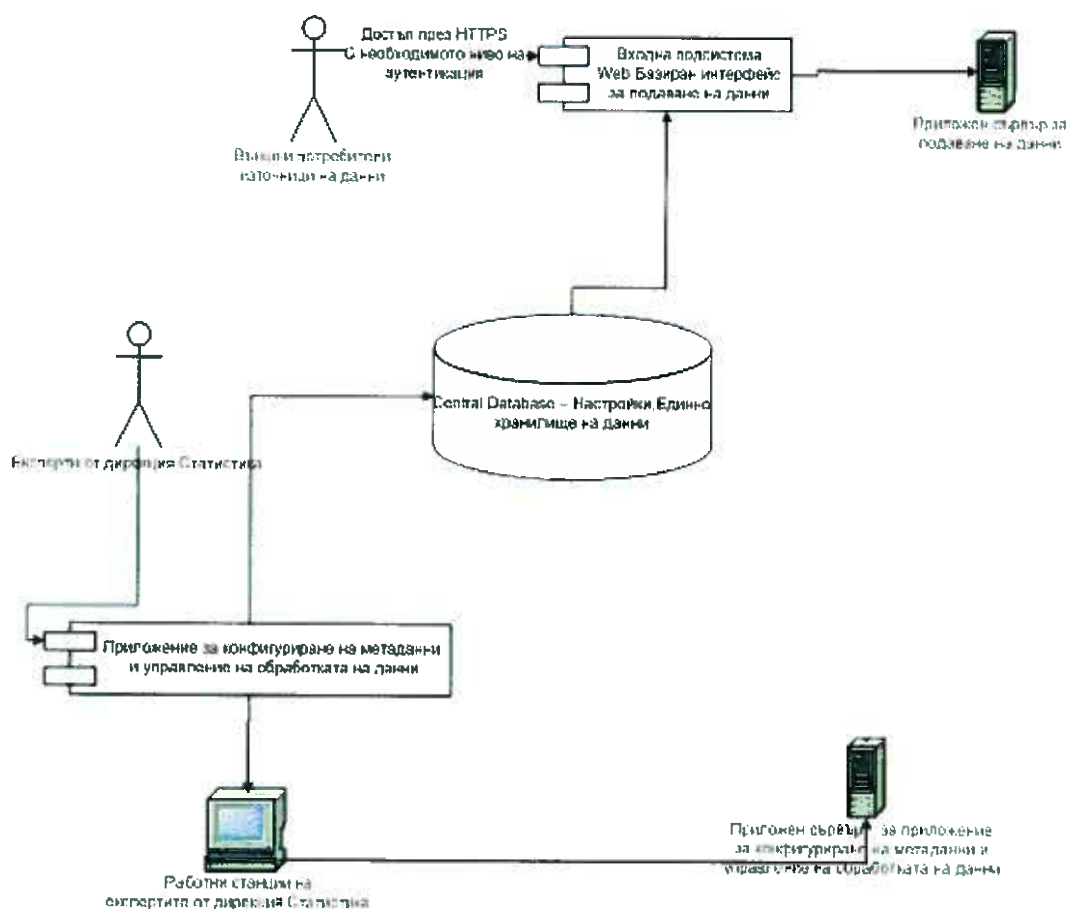 Достъп през HTTPS
С необходимото ниво на
аутентикация
Входна подсистема
Web Базиран интерфейс
за подаване на данни
Приложен сървър за
подаване на данни
Външни потребители
източници на данни
Central Database – Настройки, Единно
хранилище на данни
Експерти от дирекция Статистика
Приложение за конфигуриране на метаданни
и управление на обработката на данни
Приложен сървър за приложение
за конфигуриране на метаданни и
управление на обработката на данни
Работни станции на
експертите от дирекция Статистика